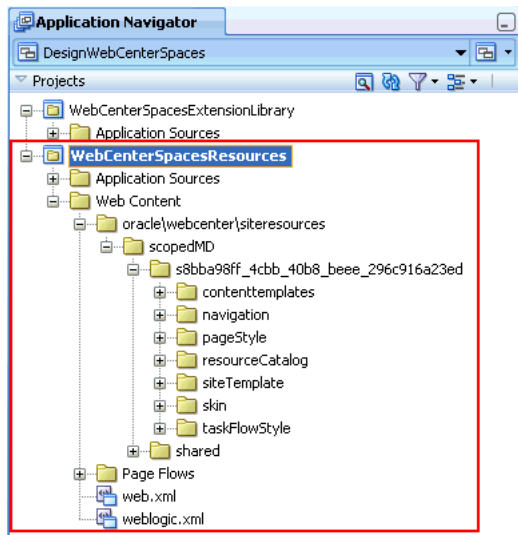 Application Navigator
DesignWebCenterSpaces
Projects
WebCenterSpacesExtensionLibrary
Application Sources
WebCenterSpacesResources
Application Sources
Web Content
oracle\webcenter\siteresources
scopedMD
s8bba98ff_4cbb_40b8_beee_296c916a23ed
contenttemplates
navigation
pageStyle
resourceCatalog
siteTemplate
skin
taskFlowStyle
shared
Page Flows
web.xml
weblogic.xml